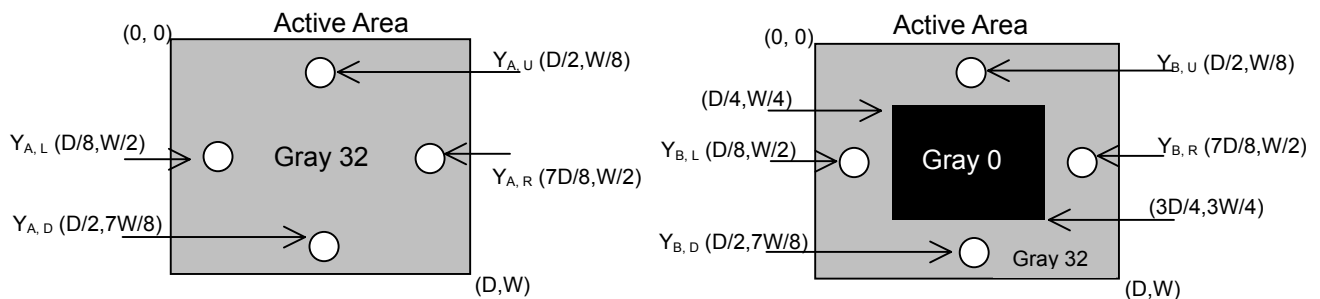 Active Area
(0, 0)
YA, U (D/2,W/8)
YA, L (D/8,W/2)
Gray 32
YA, R (7D/8,W/2)
YA, D (D/2,7W/8)
(D,W)
Active Area
(0, 0)
YB, U (D/2,W/8)
(D/4,W/4)
YB, L (D/8,W/2)
Gray 0
YB, R (7D/8,W/2)
(3D/4,3W/4)
YB, D (D/2,7W/8)
Gray 32
(D,W)